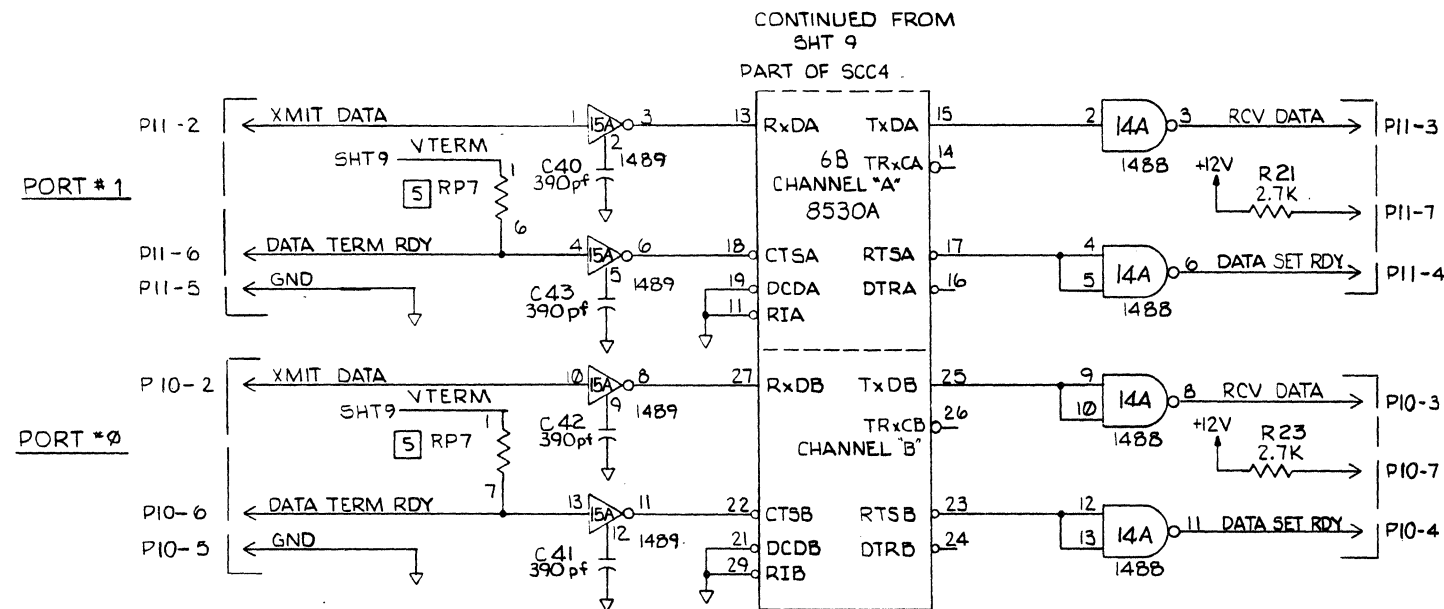 CONTINUED FROM
SHT 9
PART OF SCC4.
P11-2
XMIT DATA
1
15A
3
2
1489
C40
390pf
13
RxDA
TxDA
15
2
14A
3
RCV DATA
P11-3
1488
SHT9
VTERM
1
5
RP7
6
6B
TRxCA
14
CHANNEL "A"
8530A
+12V
R21
2.7K
P11-7
PORT #1
P11-6
DATA TERM RDY
4
15A
6
5
1489
C43
390pf
18
CTSA
RTSA
17
4
5
14A
6
DATA SET RDY
P11-4
1488
P11-5
GND
19
DCDA
DTRA
16
11
RIA
P10-2
XMIT DATA
10
15A
8
9
1489
C42
390pf
27
RxDB
TxDB
25
9
10
14A
8
RCV DATA
P10-3
1488
SHT9
VTERM
1
5
RP7
7
TRxCB
26
CHANNEL "B"
+12V
R23
2.7K
P10-7
PORT #0
P10-6
DATA TERM RDY
13
15A
11
12
1489.
C41
390pf
22
CTSB
RTSB
23
12
13
14A
11
DATA SET RDY
P10-4
1488
P10-5
GND
21
DCDB
DTRB
24
29
RIB